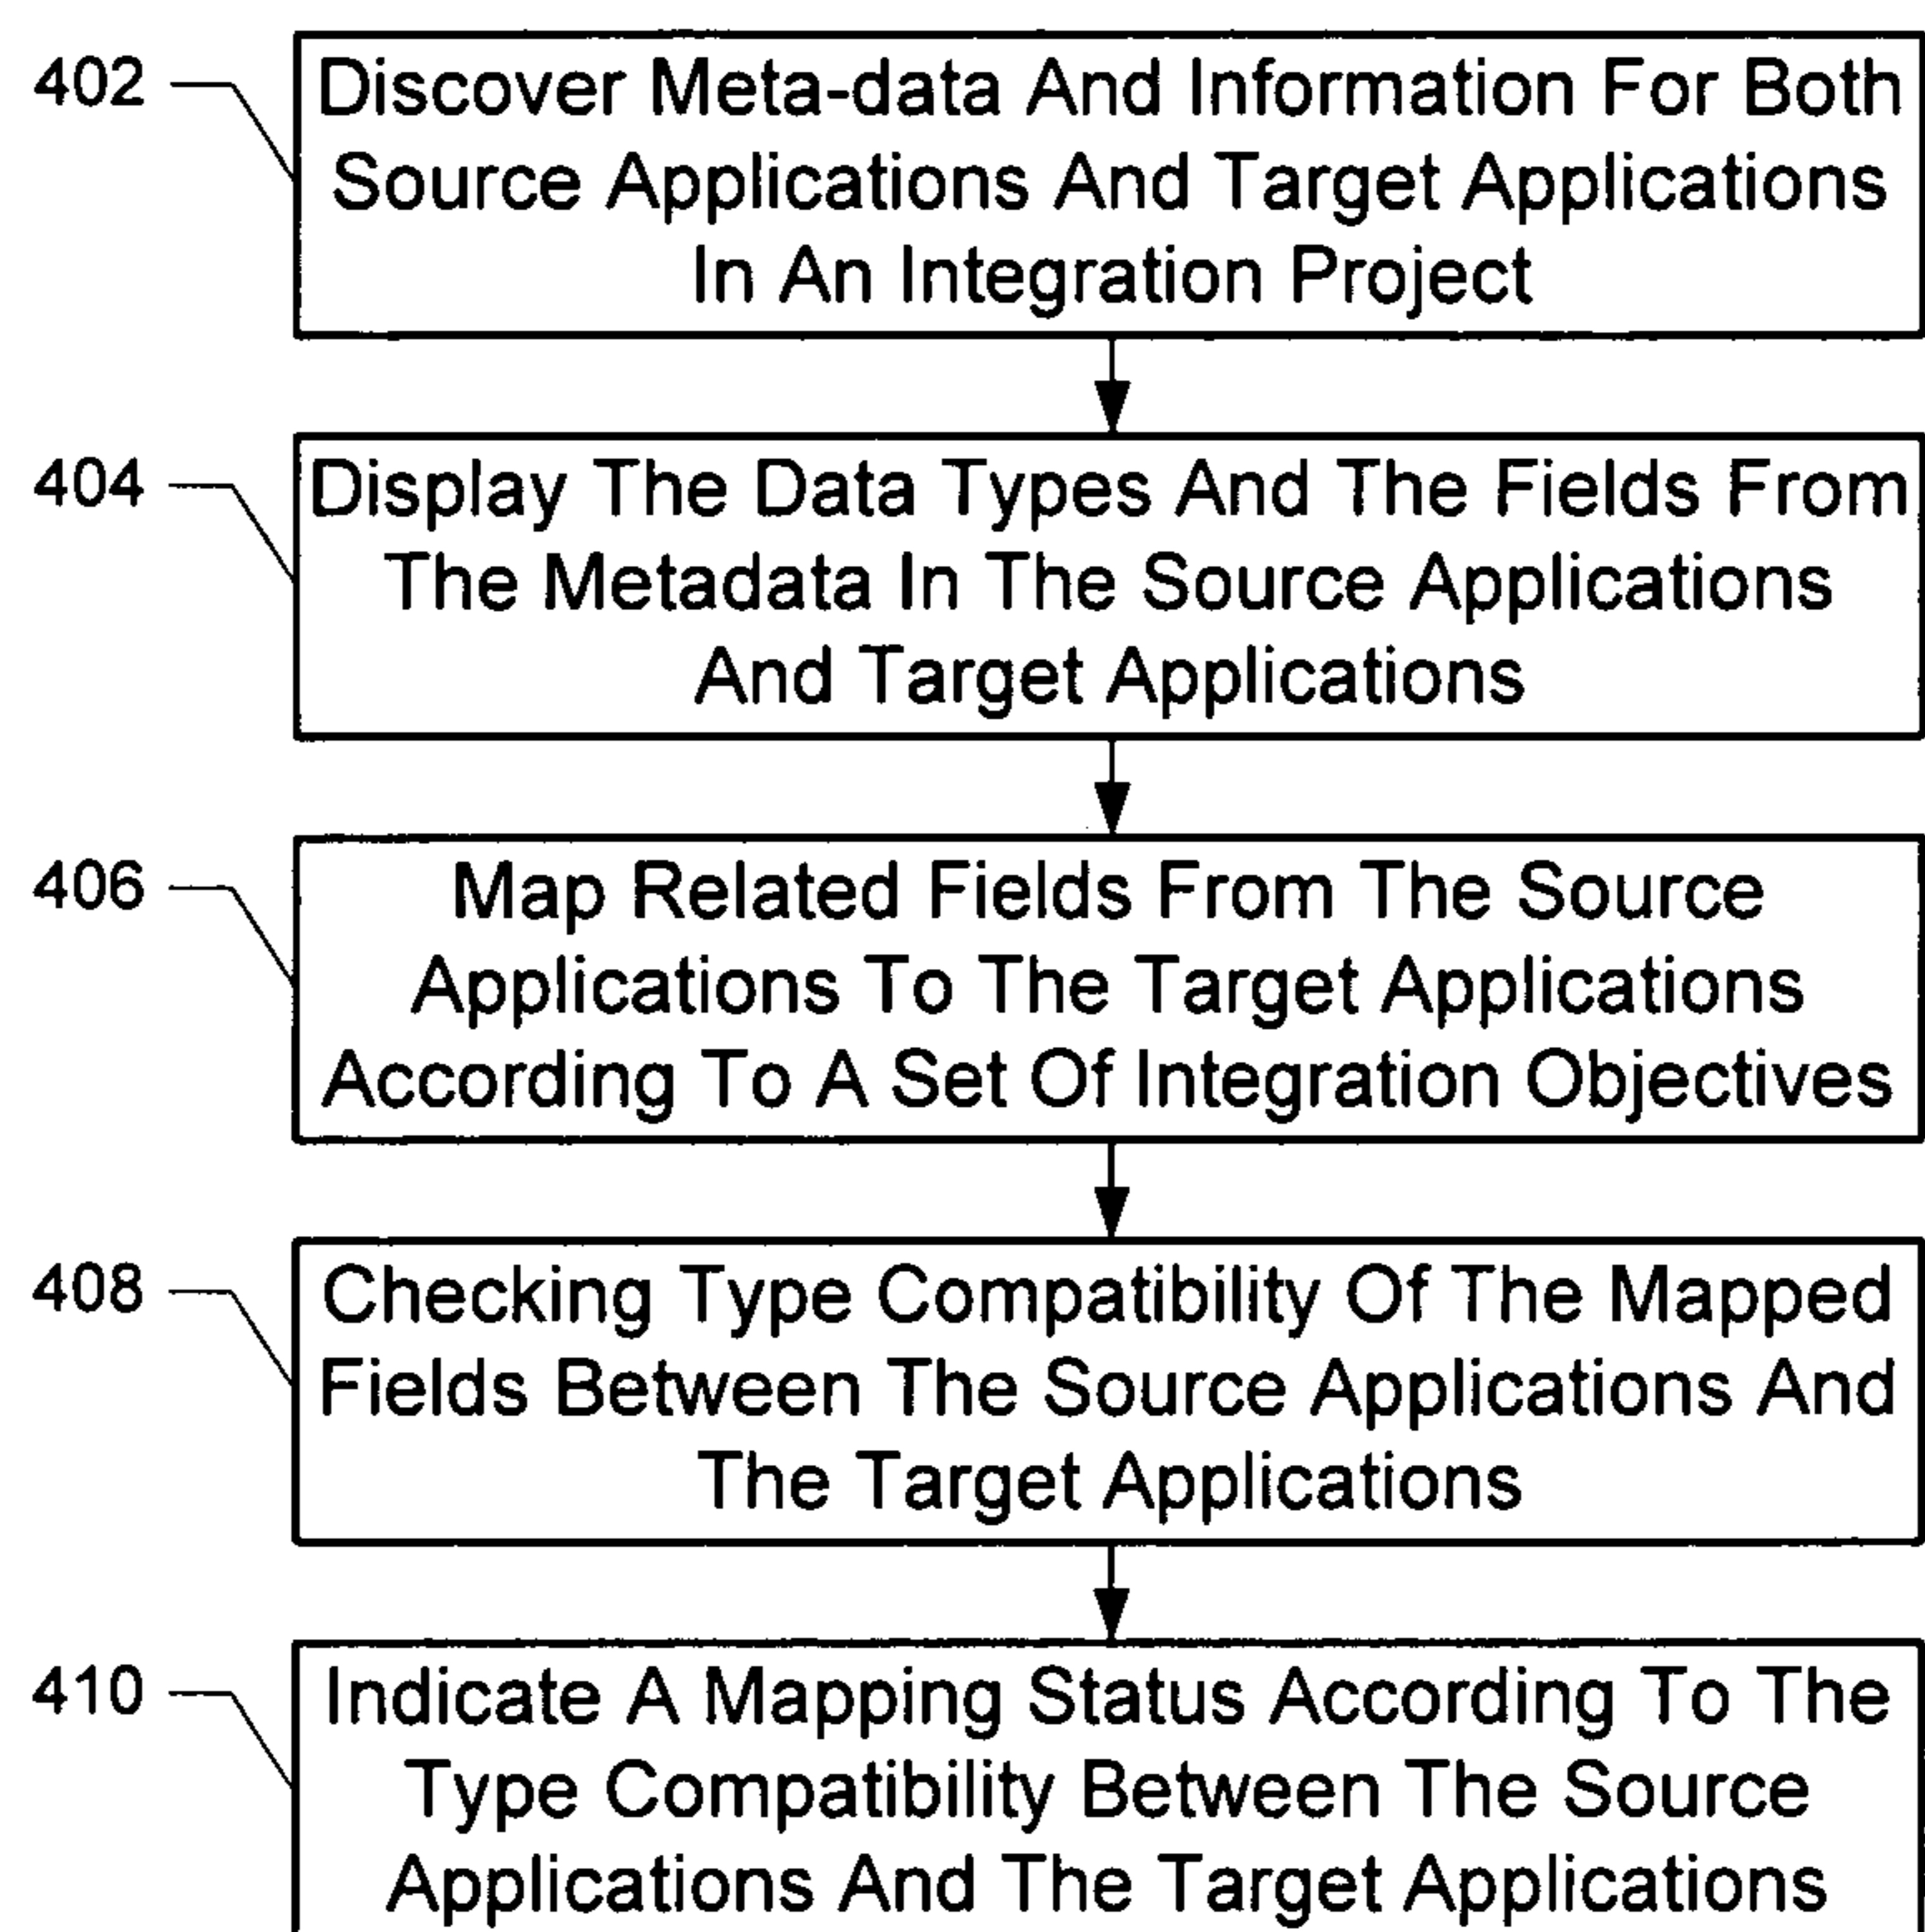 402
Discover Meta-data And Information For Both
Source Applications And Target Applications
In An Integration Project
404
Display The Data Types And The Fields From
The Metadata In The Source Applications
And Target Applications
406
Map Related Fields From The Source
Applications To The Target Applications
According To A Set Of Integration Objectives
408
Checking Type Compatibility Of The Mapped
Fields Between The Source Applications And
The Target Applications
410
Indicate A Mapping Status According To The
Type Compatibility Between The Source
Applications And The Target Applications